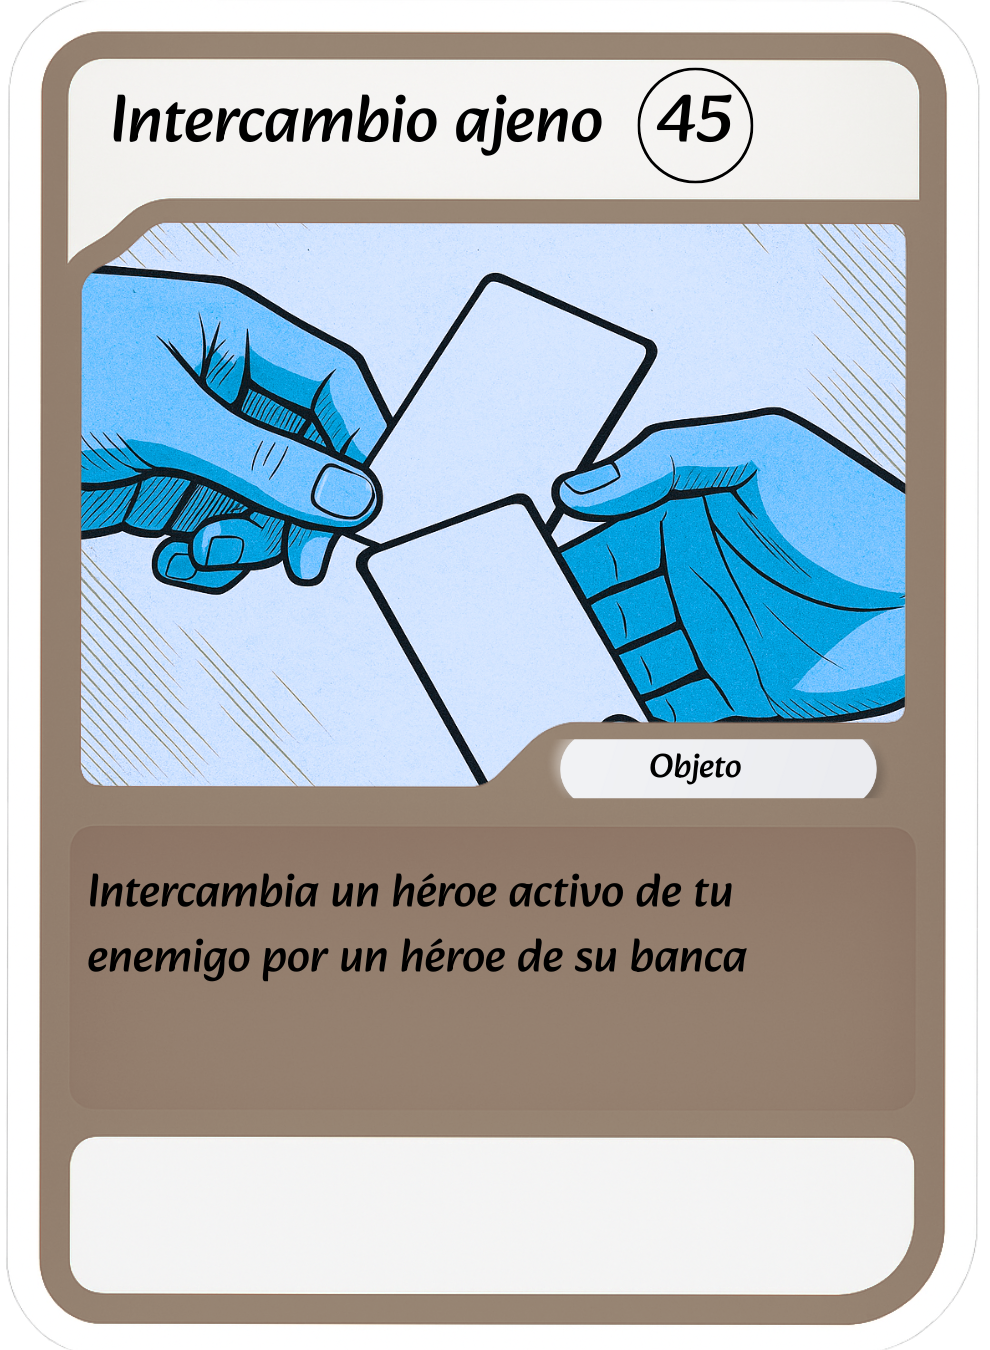 Intercambio ajeno 45
Objeto
Intercambia un héroe activo de tu
enemigo por un héroe de su banca